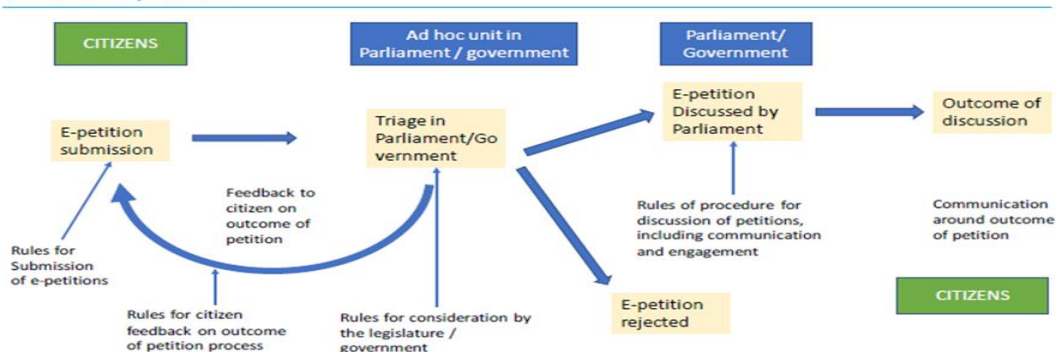 CITIZENS
Ad hoc unit in
Parliament / government
Parliament/
Government
E-petition
submission
Triage in
Parliament/Go
vernment
E-petition
Discussed by
Parliament
Outcome of
discussion
Feedback to
citizen on
outcome of
petition
Rules for
Submission
of e-petitions
Rules for citizen
feedback on outcome
of petition process
Rules for consideration by
the legislature /
government
Rules of procedure for
discussion of petitions,
including communication
and engagement
Communication
around outcome
of petition
E-petition
rejected
CITIZENS